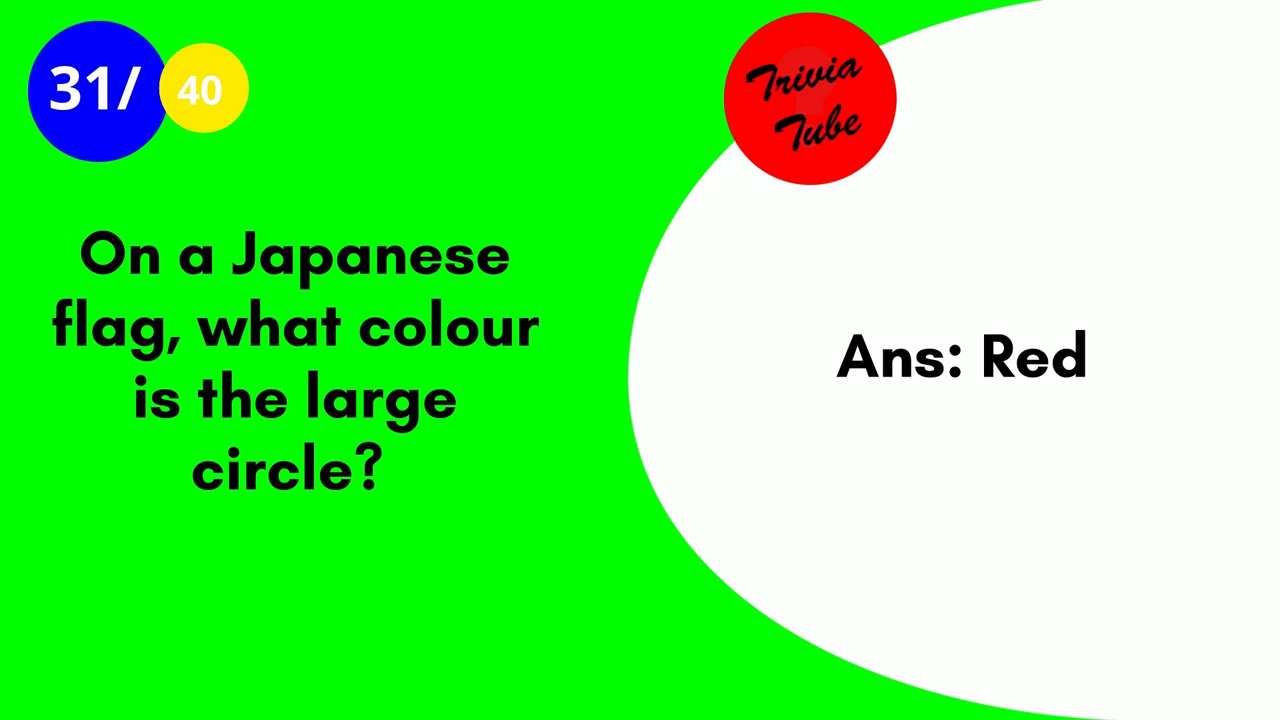 31/ 40
Trivia
Tube
On a Japanese
flag, what colour
is the large
circle?
Ans: Red